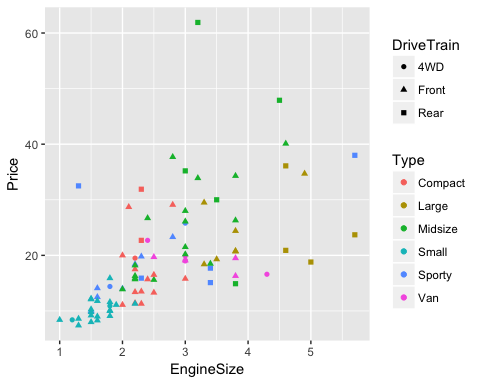 60
40
20
Price
1
2
3
4
5
EngineSize
DriveTrain
4WD
Front
Rear
Type
Compact
Large
Midsize
Small
Sporty
Van